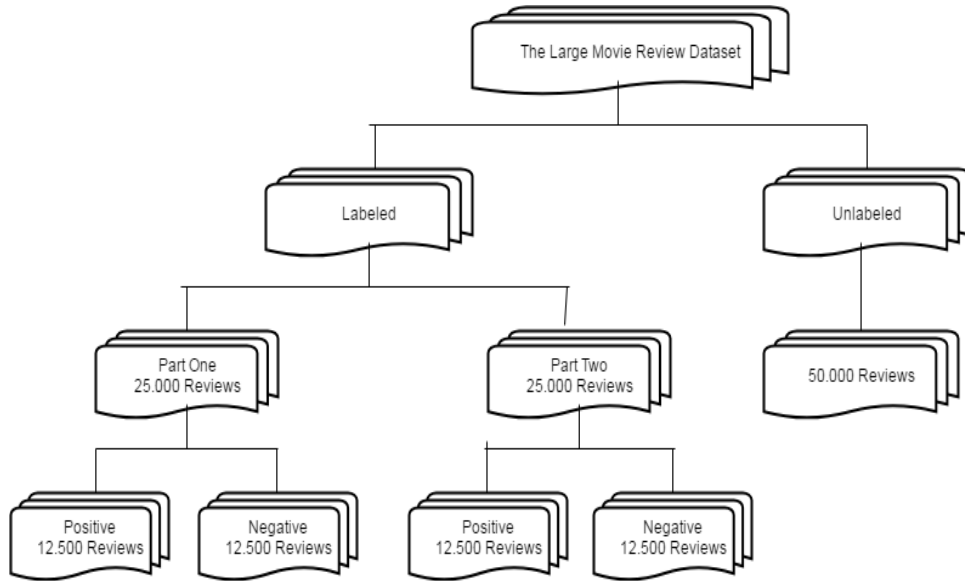 The Large Movie Review Dataset
Labeled
Unlabeled
Part One
25.000 Reviews
Part Two
25.000 Reviews
50.000 Reviews
Positive
12.500 Reviews
Negative
12.500 Reviews
Positive
12.500 Reviews
Negative
12.500 Reviews